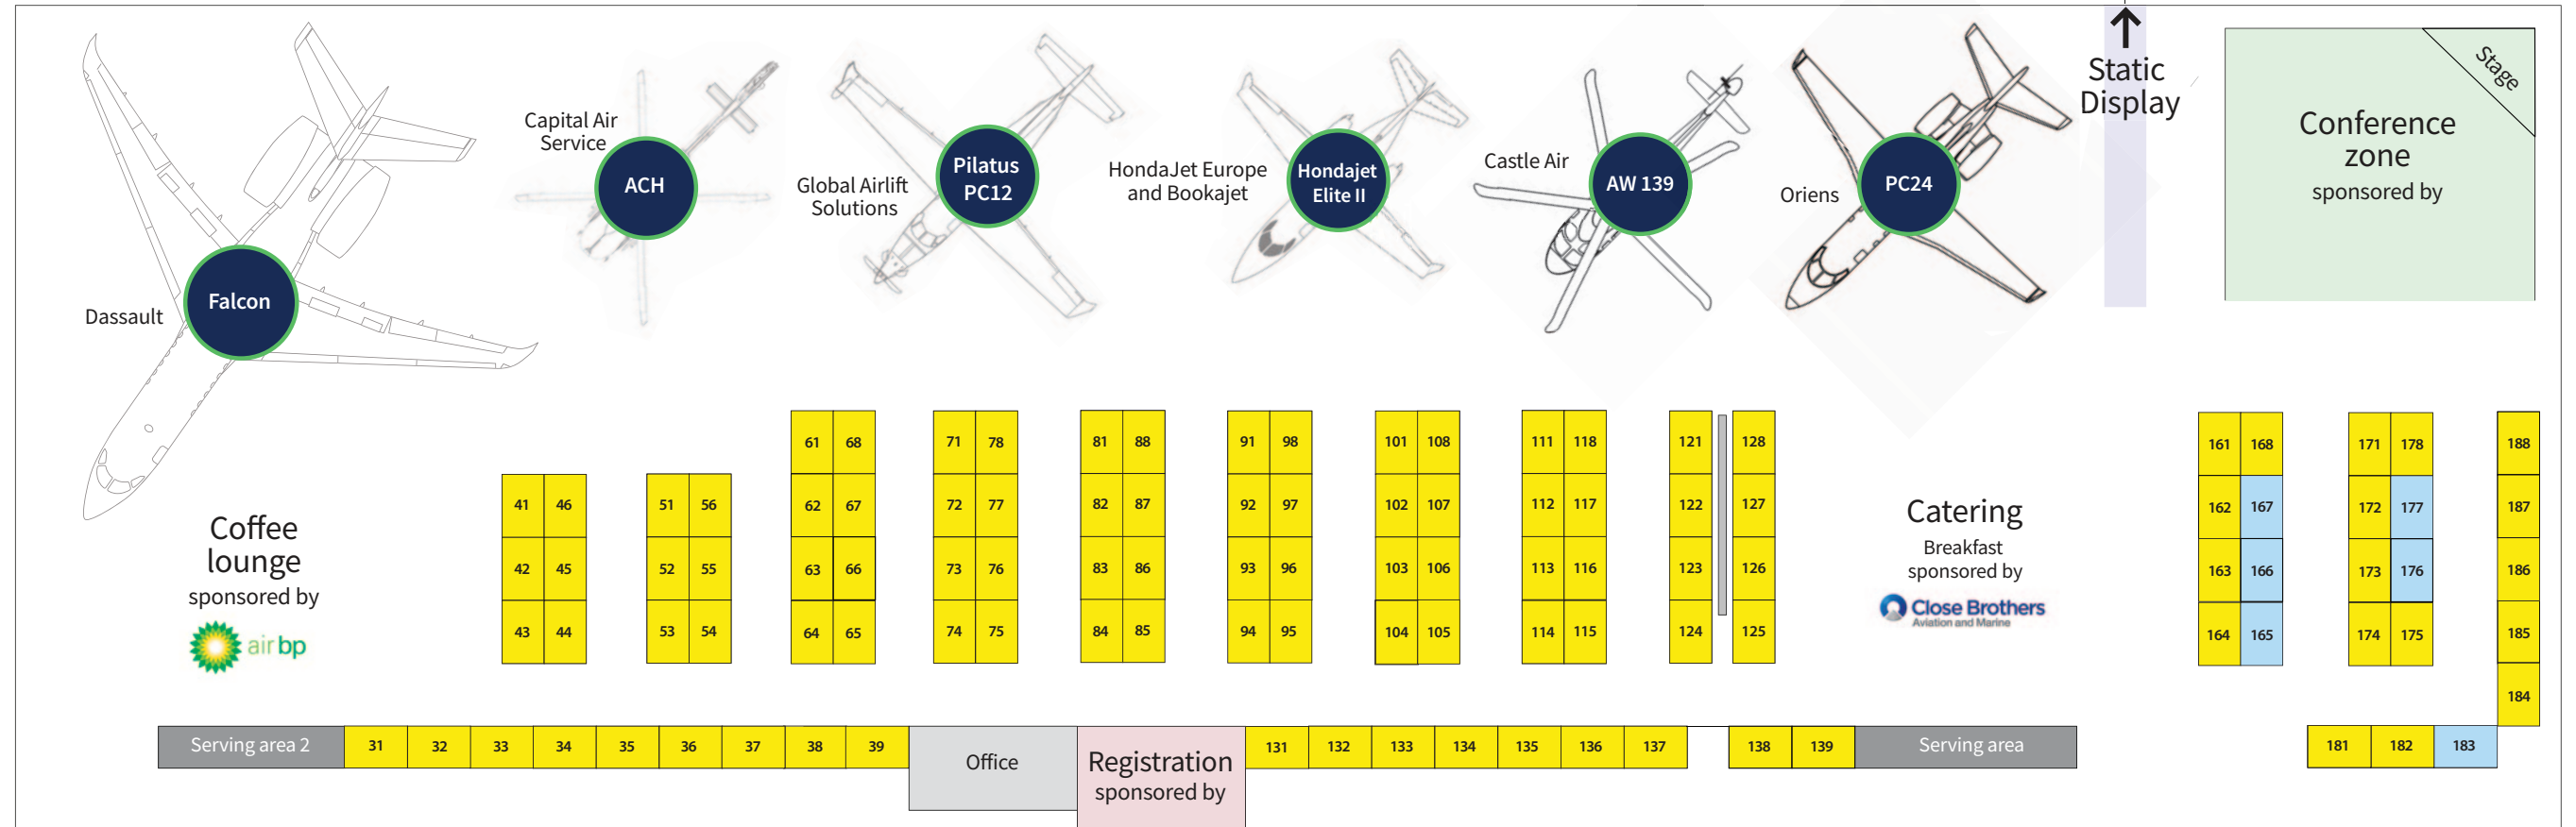 Static
Display
Stage
Conference
zone
sponsored by
Capital Air
Service
ACH
Global Airlift
Solutions
Pilatus
PC12
HondaJet Europe
and Bookajet
Hondajet
Elite II
Castle Air
AW 139
Oriens
PC24
Dassault
Falcon
Coffee
lounge
sponsored by
air bp
61 68 71 78 81 88 91 98 101 108 111 118 121 128 161 168 171 178 188
41 46 51 56 62 67 72 77 82 87 92 97 102 107 112 117 122 127 162 167 172 177 187
42 45 52 55 63 66 73 76 83 86 93 96 103 106 113 116 123 126 163 166 173 176 186
43 44 53 54 64 65 74 75 84 85 94 95 104 105 114 115 124 125 164 165 174 175 185
184
Catering
Breakfast
sponsored by
Close Brothers
Aviation and Marine
Serving area 2 31 32 33 34 35 36 37 38 39
Office
Registration
sponsored by
131 132 133 134 135 136 137 138 139 Serving area
181 182 183